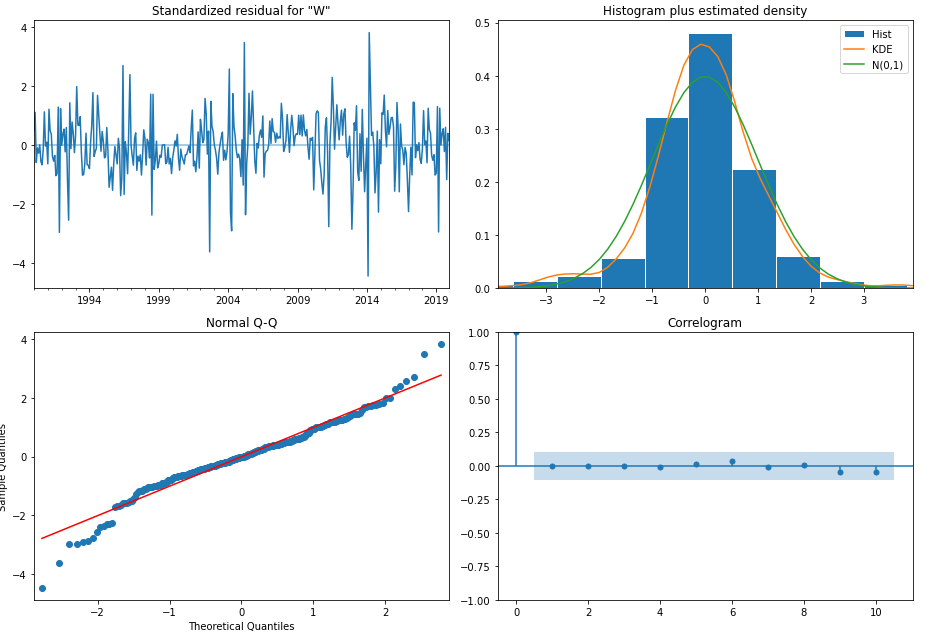 Standardized residual for "W"
4
2
0
−2
−4
1994 1999 2004 2009 2014 2019
Histogram plus estimated density
0.5
0.4
0.3
0.2
0.1
0.0
Hist
KDE
N(0,1)
−3 −2 −1 0 1 2 3
Normal Q-Q
Sample Quantiles
4
2
0
−2
−4
−2 −1 0 1 2
Theoretical Quantiles
Correlogram
1.00
0.75
0.50
0.25
0.00
−0.25
−0.50
−0.75
−1.00
0 2 4 6 8 10